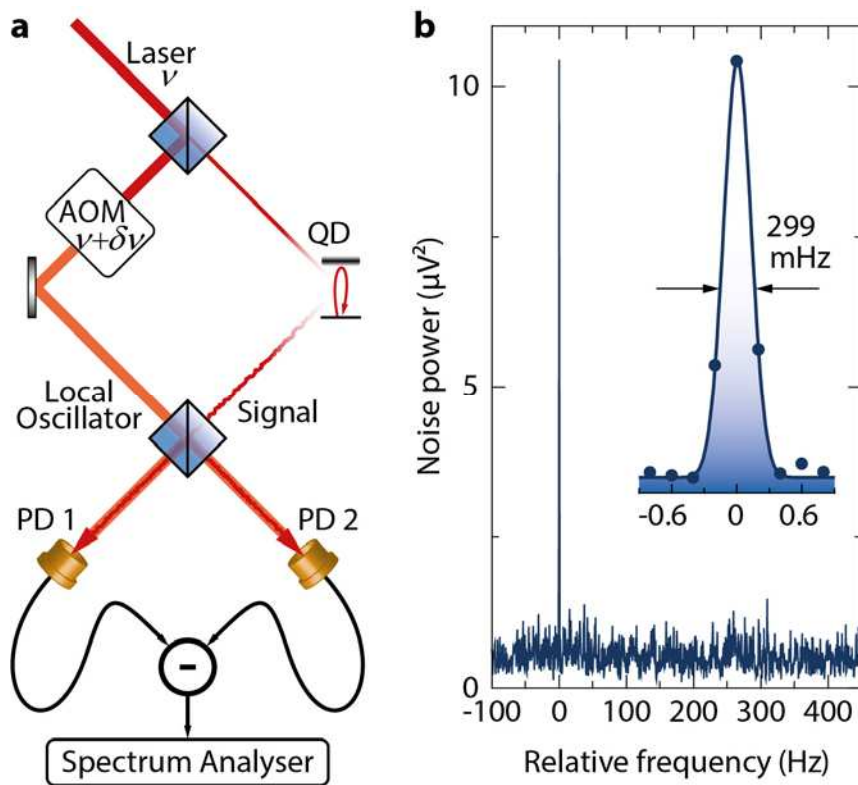 a
Laser
ν
AOM
ν+δν
QD
Local
Oscillator
Signal
PD 1
PD 2
-
Spectrum Analyser
b
Noise power (μV²)
10
5
0
299
mHz
-0.6 0 0.6
-100 0 100 200 300 400
Relative frequency (Hz)